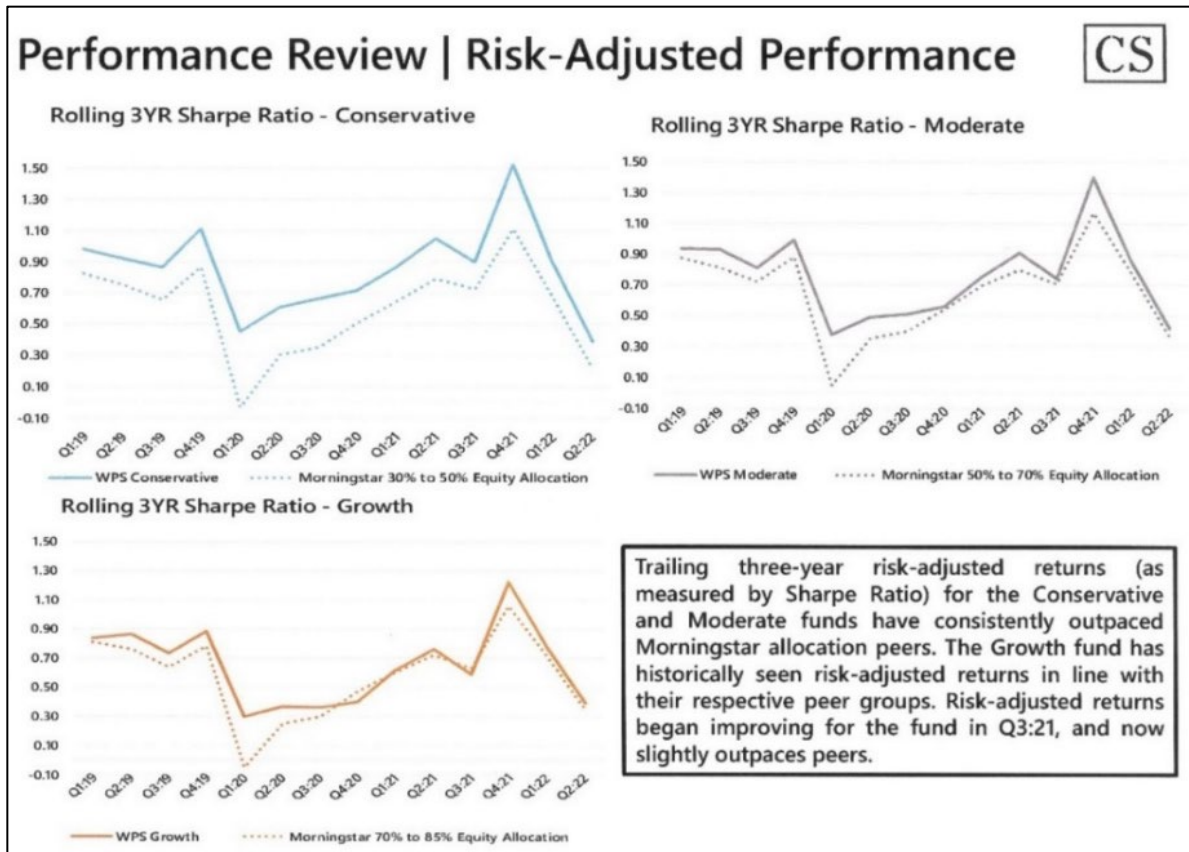 Performance Review | Risk-Adjusted Performance
CS
Rolling 3YR Sharpe Ratio - Conservative
1.50
1.30
1.10
0.90
0.70
0.50
0.30
0.10
-0.10
Q1:19
Q2:19
Q3:19
Q4:19
Q1:20
Q2:20
Q3:20
Q4:20
Q1:21
Q2:21
Q3:21
Q4:21
Q1:22
Q2:22
WPS Conservative
Morningstar 30% to 50% Equity Allocation
Rolling 3YR Sharpe Ratio - Moderate
1.50
1.30
1.10
0.90
0.70
0.50
0.30
0.10
-0.10
Q1:19
Q2:19
Q3:19
Q4:19
Q1:20
Q2:20
Q3:20
Q4:20
Q1:21
Q2:21
Q3:21
Q4:21
Q1:22
Q2:22
WPS Moderate
Morningstar 50% to 70% Equity Allocation
Rolling 3YR Sharpe Ratio - Growth
1.50
1.30
1.10
0.90
0.70
0.50
0.30
0.10
-0.10
Q1:19
Q2:19
Q3:19
Q4:19
Q1:20
Q2:20
Q3:20
Q4:20
Q1:21
Q2:21
Q3:21
Q4:21
Q1:22
Q2:22
WPS Growth
Morningstar 70% to 85% Equity Allocation
Trailing three-year risk-adjusted returns (as
measured by Sharpe Ratio) for the Conservative
and Moderate funds have consistently outpaced
Morningstar allocation peers. The Growth fund has
historically seen risk-adjusted returns in line with
their respective peer groups. Risk-adjusted returns
began improving for the fund in Q3:21, and now
slightly outpaces peers.